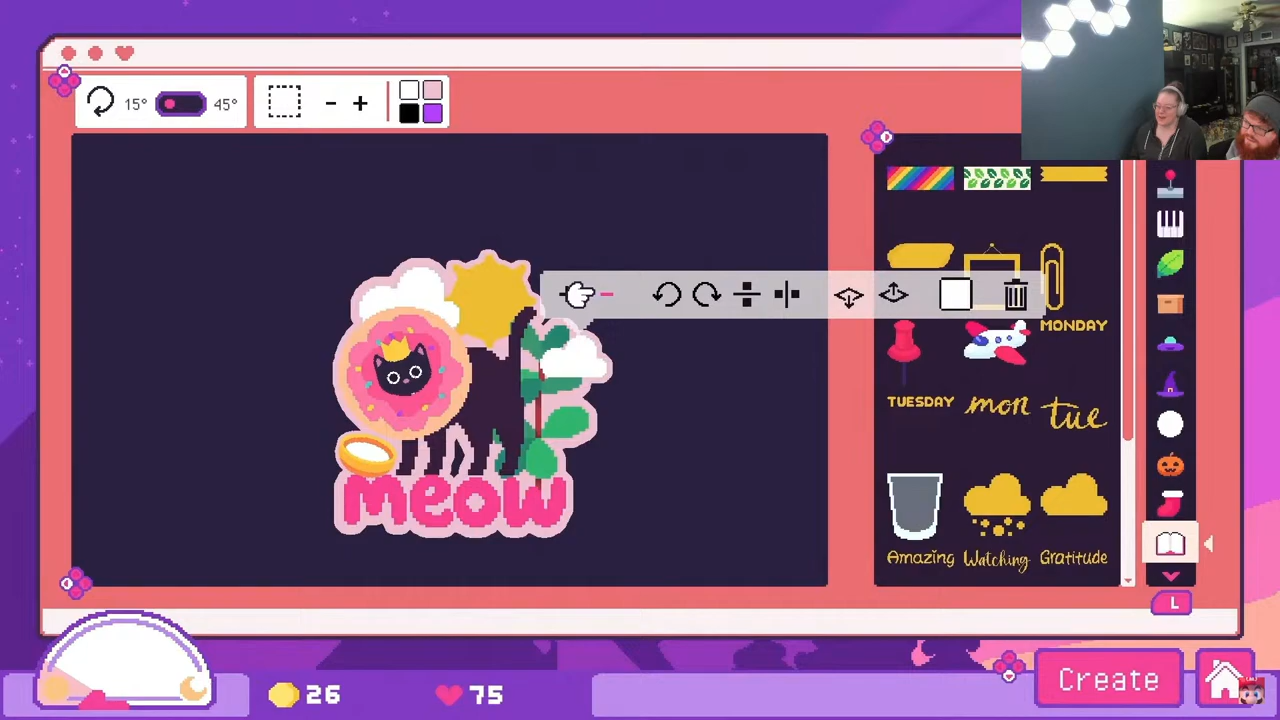 15° 45° - +
MONDAY
TUESDAY mon tue
Amazing Watching Gratitude
meow
L
26 75 Create